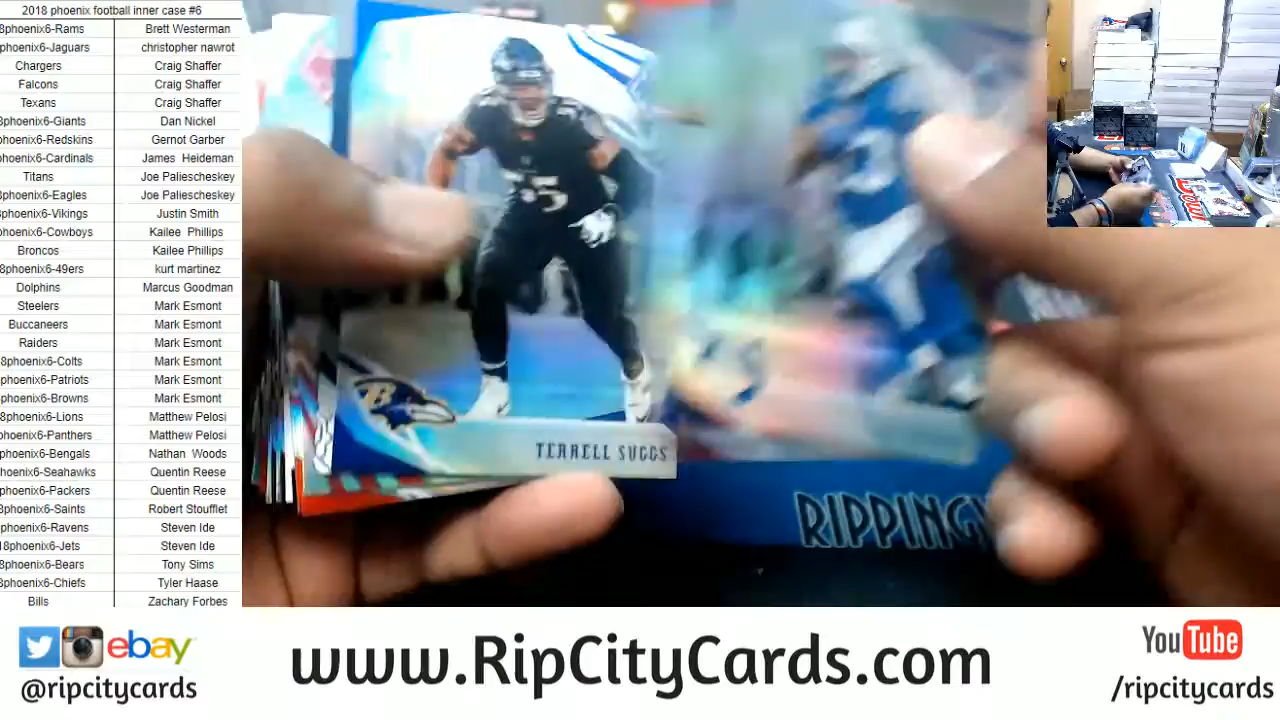 2018 phoenix football inner case #6
8phoenix6-Rams Brett Westerman
phoenix6-Jaguars christopher nawrot
Chargers Craig Shaffer
Falcons Craig Shaffer
Texans Craig Shaffer
8phoenix6-Giants Dan Nickel
phoenix6-Redskins Gernot Garber
phoenix6-Cardinals James Heideman
Titans Joe Paliescheskey
8phoenix6-Eagles Joe Paliescheskey
8phoenix6-Vikings Justin Smith
phoenix6-Cowboys Kailee Phillips
Broncos Kailee Phillips
8phoenix6-49ers kurt martinez
Dolphins Marcus Goodman
Steelers Mark Esmont
Buccaneers Mark Esmont
Raiders Mark Esmont
8phoenix6-Colts Mark Esmont
phoenix6-Patriots Mark Esmont
phoenix6-Browns Mark Esmont
8phoenix6-Lions Matthew Pelosi
phoenix6-Panthers Matthew Pelosi
phoenix6-Bengals Nathan Woods
hoenix6-Seahawks Quentin Reese
phoenix6-Packers Quentin Reese
8phoenix6-Saints Robert Stoufflet
phoenix6-Ravens Steven Ide
18phoenix6-Jets Steven Ide
8phoenix6-Bears Tony Sims
8phoenix6-Chiefs Tyler Haase
Bills Zachary Forbes
TERRELL SUGGS
RIPPING
ebay
@ripcitycards
www.RipCityCards.com
YouTube
/ripcitycards